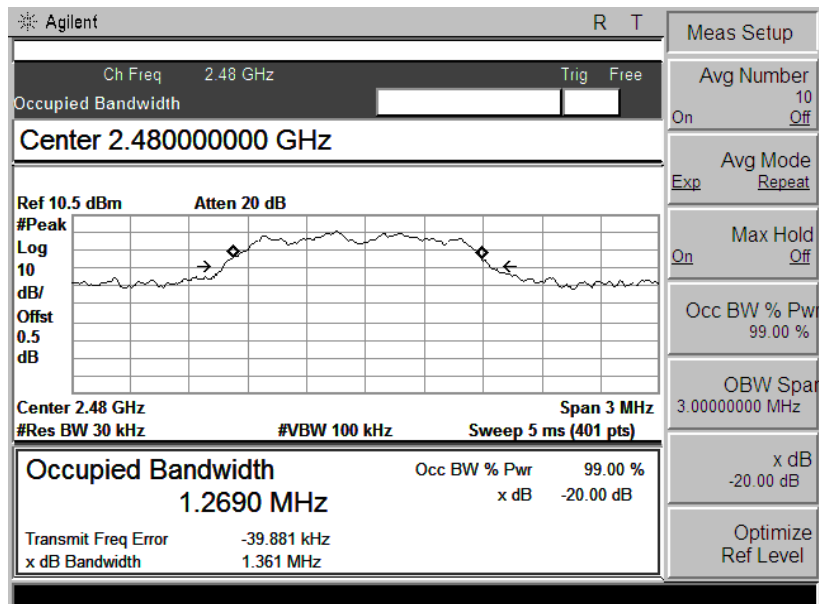 Agilent R T
Ch Freq 2.48 GHz Trig Free
Occupied Bandwidth
Center 2.480000000 GHz
Ref 10.5 dBm Atten 20 dB
#Peak
Log
10
dB/
Offst
0.5
dB
Center 2.48 GHz Span 3 MHz
#Res BW 30 kHz #VBW 100 kHz Sweep 5 ms (401 pts)
Occupied Bandwidth Occ BW % Pwr 99.00 %
1.2690 MHz x dB -20.00 dB
Transmit Freq Error -39.881 kHz
x dB Bandwidth 1.361 MHz
Meas Setup
Avg Number
10
On Off
Avg Mode
Exp Repeat
Max Hold
On Off
Occ BW % Pwr
99.00 %
OBW Span
3.00000000 MHz
x dB
-20.00 dB
Optimize
Ref Level